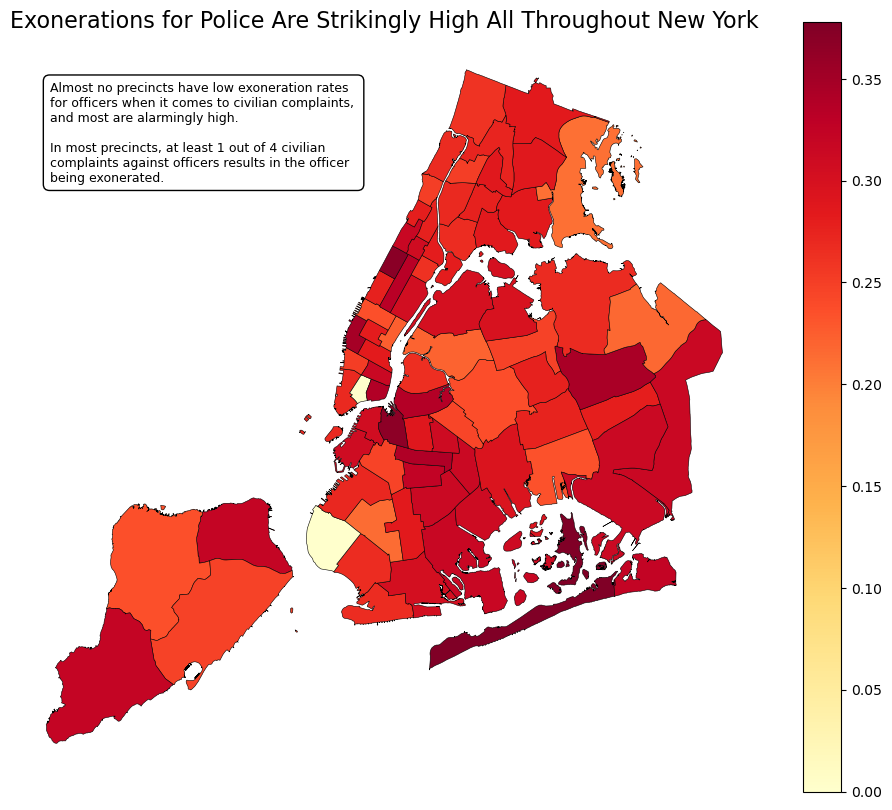 Exonerations for Police Are Strikingly High All Throughout New York
Almost no precincts have low exoneration rates
for officers when it comes to civilian complaints,
and most are alarmingly high.
In most precincts, at least 1 out of 4 civilian
complaints against officers results in the officer
being exonerated.
0.35
0.30
0.25
0.20
0.15
0.10
0.05
0.00